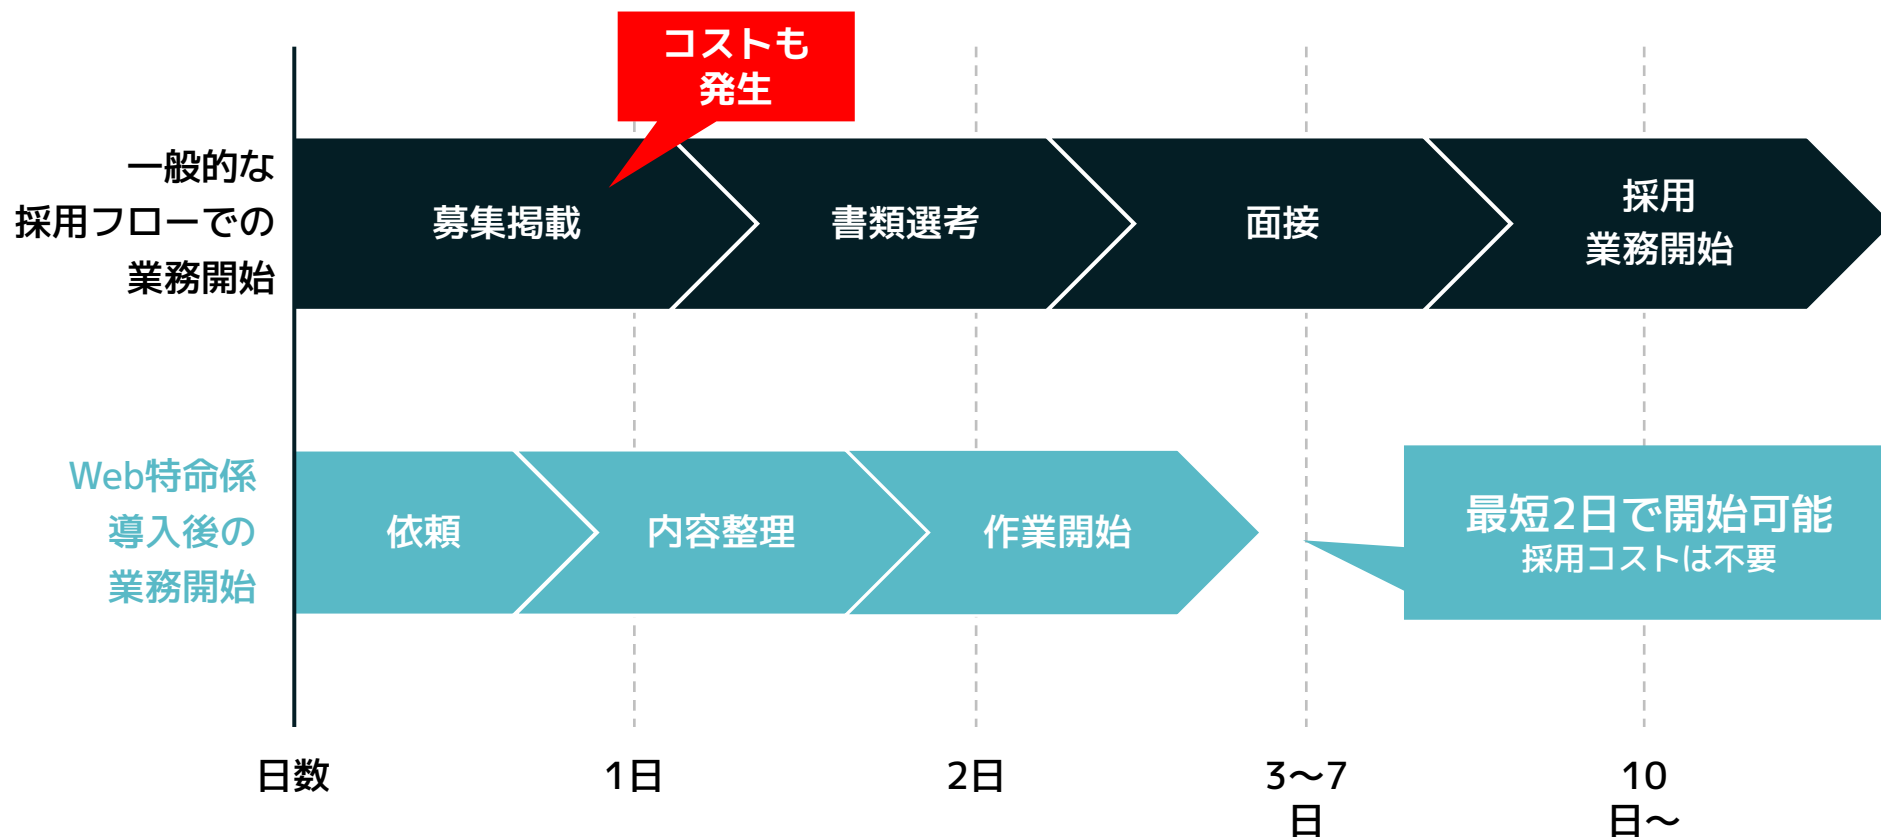 コストも
発生
一般的な
採用フローでの
業務開始
募集掲載
書類選考
面接
採用
業務開始
Web特命係
導入後の
業務開始
依頼
内容整理
作業開始
最短2日で開始可能
採用コストは不要
日数
1日
2日
3〜7
日
10
日〜